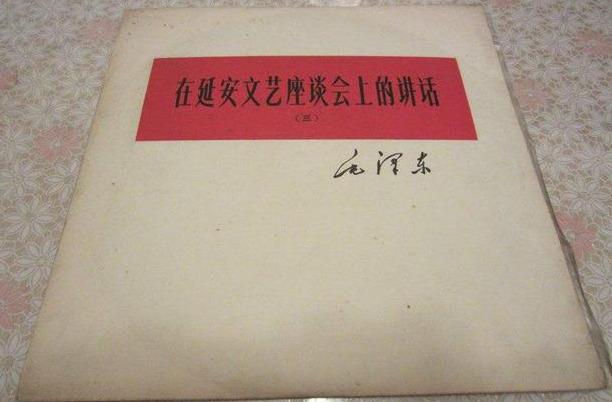 在延安文艺座谈会上的讲话
（三）
毛泽东